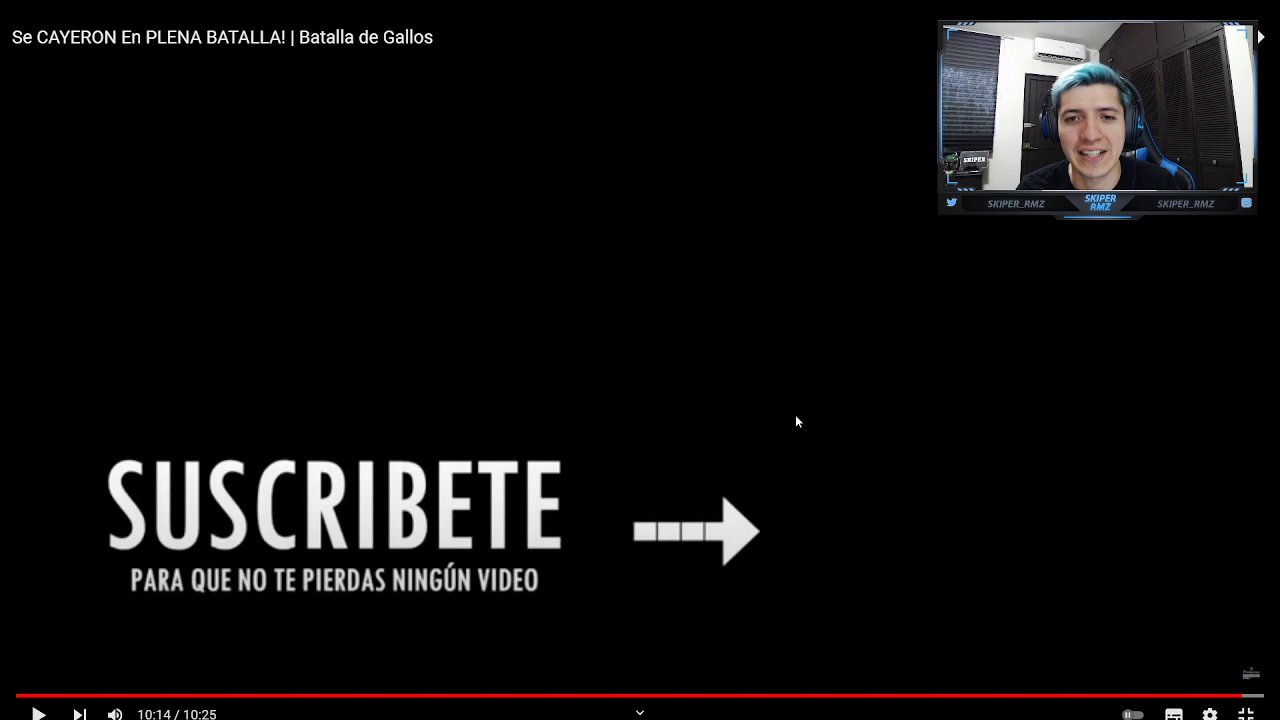 Se CAYERON En PLENA BATALLA! | Batalla de Gallos
SKIPER
SKIPER_RMZ
SKIPER
RMZ
SKIPER_RMZ
SUSCRIBETE
PARA QUE NO TE PIERDAS NINGÚN VIDEO
10:14 / 10:25